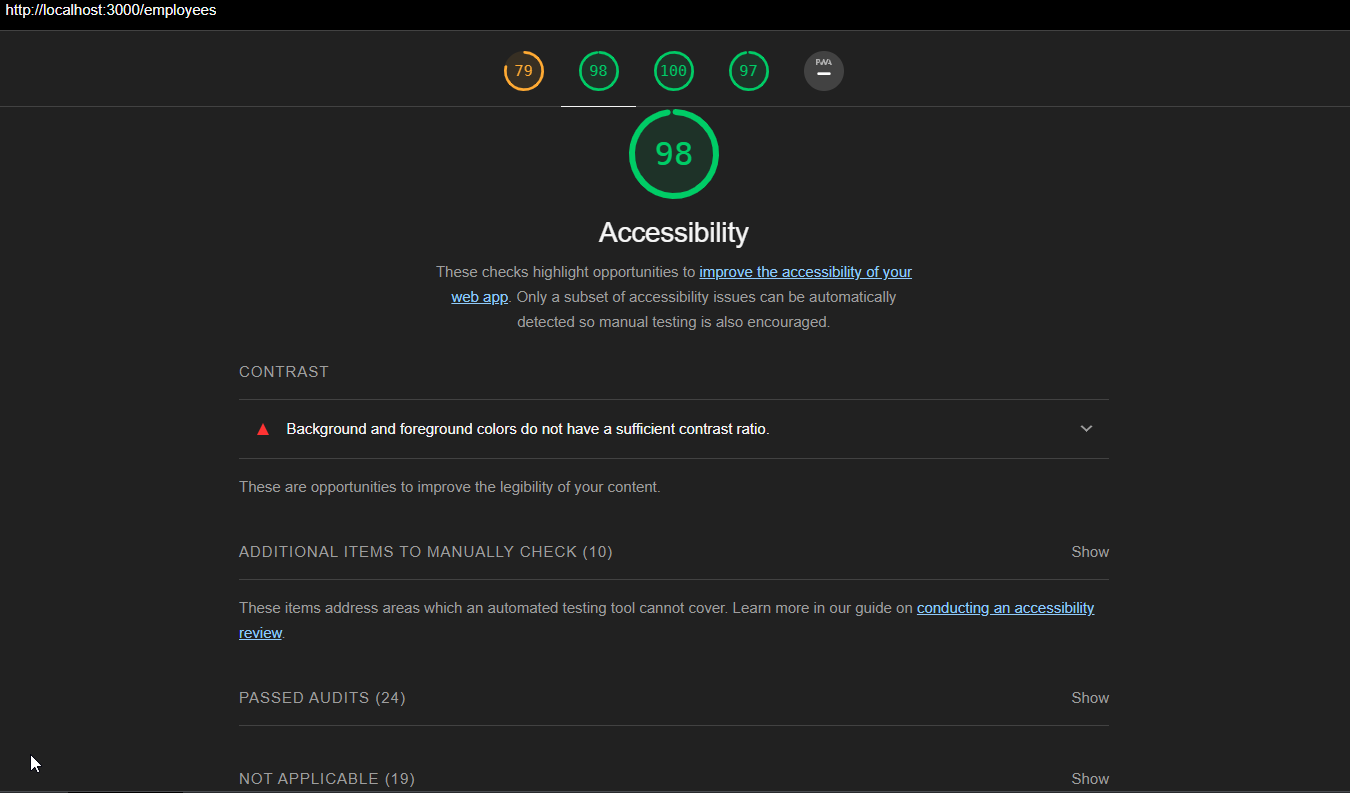 http://localhost:3000/employees
79 98 100 97 PWA
98
Accessibility
These checks highlight opportunities to improve the accessibility of your
web app. Only a subset of accessibility issues can be automatically
detected so manual testing is also encouraged.
CONTRAST
Background and foreground colors do not have a sufficient contrast ratio.
These are opportunities to improve the legibility of your content.
ADDITIONAL ITEMS TO MANUALLY CHECK (10) Show
These items address areas which an automated testing tool cannot cover. Learn more in our guide on conducting an accessibility
review.
PASSED AUDITS (24) Show
NOT APPLICABLE (19) Show